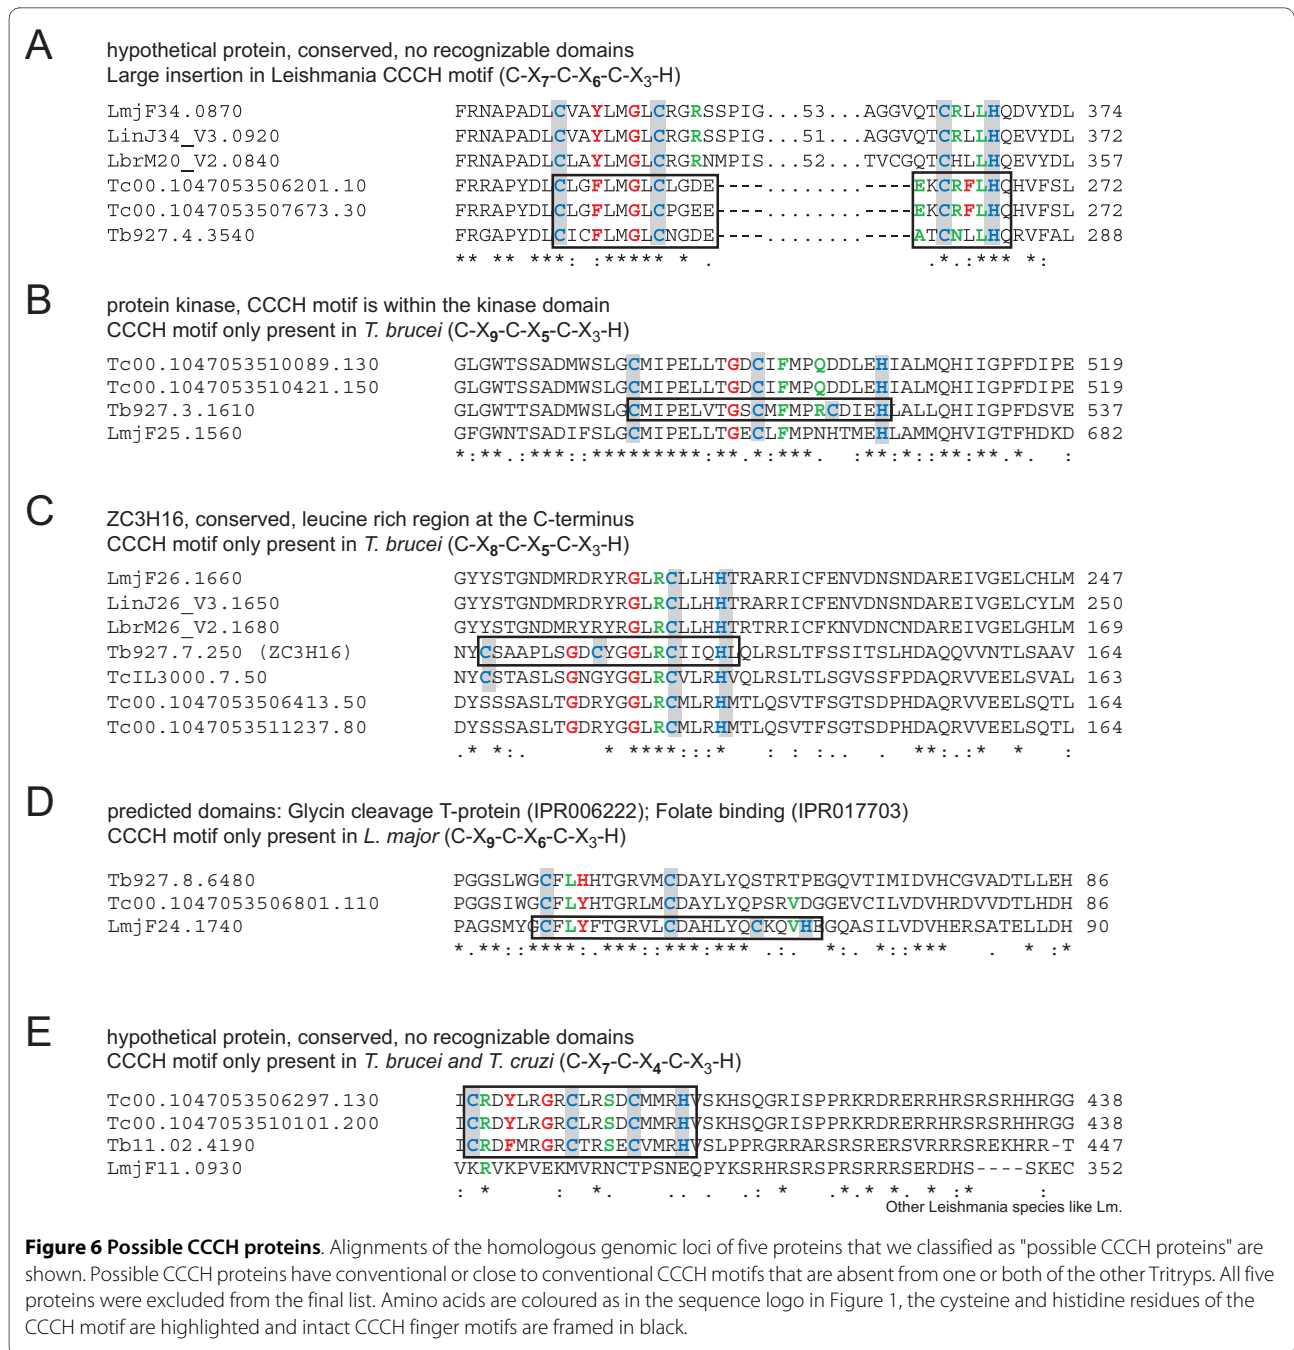 A
hypothetical protein, conserved, no recognizable domains
Large insertion in Leishmania CCCH motif (C-X7-C-X6-C-X3-H)
LmjF34.0870 FRNAPADLCVAYLMGLCRGRSSPIG...53...AGGVQTCRLLHQDVYDL 374
LinJ34_V3.0920 FRNAPADLCVAYLMGLCRGRSSPIG...51...AGGVQTCRLLHQEVYDL 372
LbrM20_V2.0840 FRNAPADLCLAYLMGLCRGRNMPIS...52...TVCGQTCHLLHQEVYDL 357
Tc00.1047053506201.10 FRRAPYDLCLGFLMGLCLGDE----........----EKCRFLHQHVFSL 272
Tc00.1047053507673.30 FRRAPYDLCLGFLMGLCPGEE----........----EKCRFLHQHVFSL 272
Tb927.4.3540 FRGAPYDLCICFLMGLCNGDE----........----ATCNLLHQRVFAL 288
** ** ***: :***** * . .*.:*** *:
B
protein kinase, CCCH motif is within the kinase domain
CCCH motif only present in T. brucei (C-X9-C-X5-C-X3-H)
Tc00.1047053510089.130 GLGWTSSADMWSLGCMIPELLTGDCIFMPQDDLEHIALMQHIIGPFDIPE 519
Tc00.1047053510421.150 GLGWTSSADMWSLGCMIPELLTGDCIFMPQDDLEHIALMQHIIGPFDIPE 519
Tb927.3.1610 GLGWTTSADMWSLGCMIPELVTGSCMFMPRCDIEHLALLQHIIGPFDSVE 537
LmjF25.1560 GFGWNTSADIFSLGCMIPELLTGECLFMPNHTMEHLAMMQHVIGTFHDKD 682
*:**.:***::**********:**.*:***. :**:*::**:**.*. :
C
ZC3H16, conserved, leucine rich region at the C-terminus
CCCH motif only present in T. brucei (C-X8-C-X5-C-X3-H)
LmjF26.1660 GYYSTGNDMRDRYRGLRCLLHHTRARRICFENVDNSNDAREIVGELCHLM 247
LinJ26_V3.1650 GYYSTGNDMRDRYRGLRCLLHHTRARRICFENVDNSNDAREIVGELCYLM 250
LbrM26_V2.1680 GYYSTGNDMRYRYRGLRCLLYHTRTRRICFKNVDNCNDAREIVGELGHLM 169
Tb927.7.250 (ZC3H16) NYCSAAPLSGDCYGGLRCIIQHLQLRSLTFSSITSLHDAQQVVNTLSAAV 164
TcIL3000.7.50 NYCSTASLSGNGYGGLRCVLRHVQLRSLTLSGVSSFPDAQRVVEELSVAL 163
Tc00.1047053506413.50 DYSSSASLTGDRYGGLRCMLRHMTLQSVTFSGTSDPHDAQRVVEELSQTL 164
Tc00.1047053511237.80 DYSSSASLTGDRYGGLRCMLRHMTLQSVTFSGTSDPHDAQRVVEELSQTL 164
.* *:. * ****:::* : : :.. . **::* * * :
D
predicted domains: Glycin cleavage T-protein (IPR006222); Folate binding (IPR017703)
CCCH motif only present in L. major (C-X9-C-X6-C-X3-H)
Tb927.8.6480 PGGSLWGCFLHHTGRVMCDAYLYQSTRTPEGQVTIMIDVHCGVADTLLEH 86
Tc00.1047053506801.110 PGGSIWGCFLYHTGRLMCDAYLYQPSRVDGGEVCILVDVHRDVVDTLHDH 86
LmjF24.1740 PAGSMYGCFLYFTGRVLCDAHLYQCKQVHEGQASILVDVHERSATELLDH 90
*.**::****:.***::***:*** .:. *:. *::*** . * :*
E
hypothetical protein, conserved, no recognizable domains
CCCH motif only present in T. brucei and T. cruzi (C-X7-C-X4-C-X3-H)
Tc00.1047053506297.130 ICRDYLRGRCLRSDCMMRHVSKHSQGRISPPRKRDRERRHRSRSRHHRGG 438
Tc00.1047053510101.200 ICRDYLRGRCLRSDCMMRHVSKHSQGRISPPRKRDRERRHRSRSRHHRGG 438
Tb11.02.4190 ICRDFMRGRCTRSECVMRHVSLPPRGRRARSRSRERSVRRRSREKHRR-T 447
LmjF11.0930 VKRVKPVEKMVRNCTPSNEQPYKSRHRSRSPRSRRRSERDHS----SKEC 352
: * : *. .. . :* .*.* *. * :* :
Other Leishmania species like Lm.
Figure 6 Possible CCCH proteins. Alignments of the homologous genomic loci of five proteins that we classified as "possible CCCH proteins" are
shown. Possible CCCH proteins have conventional or close to conventional CCCH motifs that are absent from one or both of the other Tritryps. All five
proteins were excluded from the final list. Amino acids are coloured as in the sequence logo in Figure 1, the cysteine and histidine residues of the
CCCH motif are highlighted and intact CCCH finger motifs are framed in black.